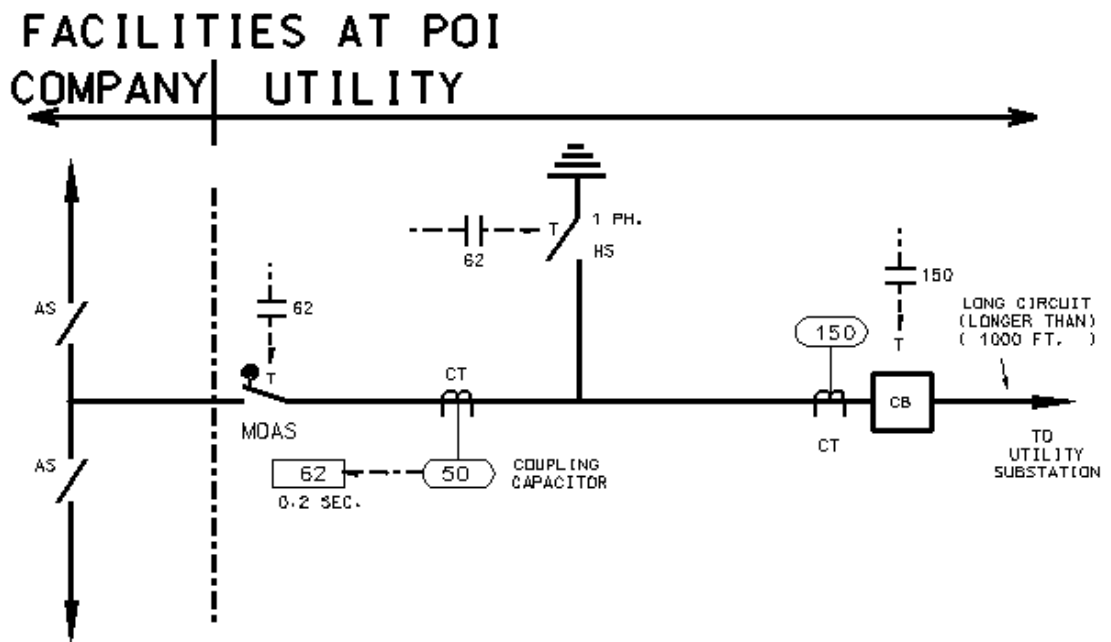 FACILITIES AT POI
COMPANY UTILITY
T
1 PH.
62
HS
150
62
AS
150
LONG CIRCUIT
(LONGER THAN)
( 1000 FT. )
T
T
CT
CB
MOAS
CT
TO
UTILITY
SUBSTATION
AS
62
50
COUPLING
CAPACITOR
0.2 SEC.